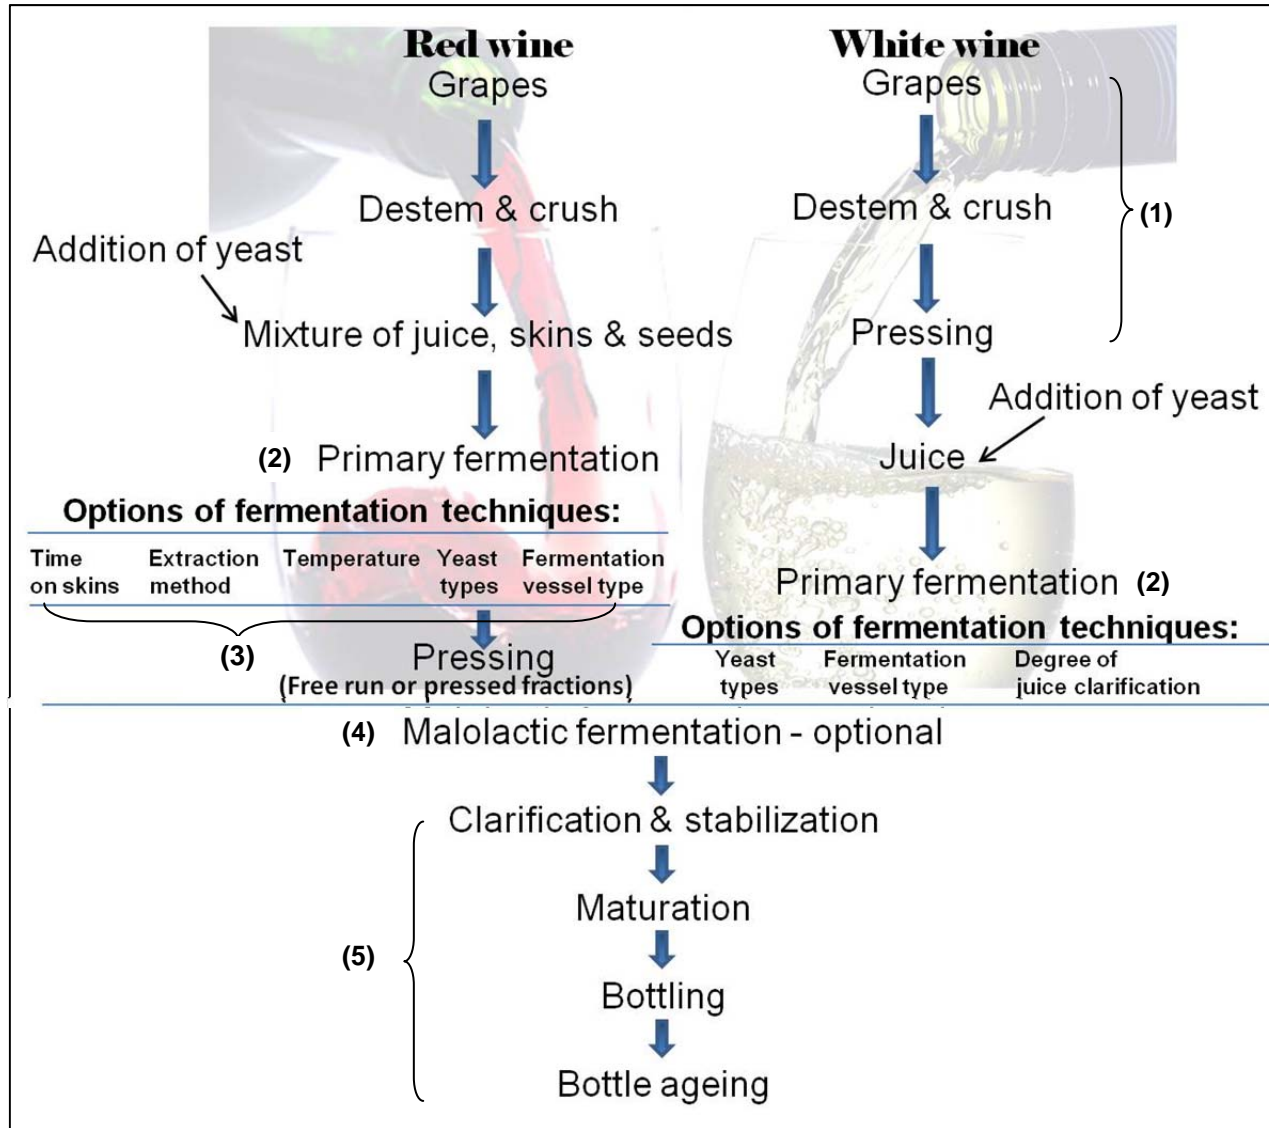 Red wine
Grapes
Destem & crush
Addition of yeast
Mixture of juice, skins & seeds
(2) Primary fermentation
Options of fermentation techniques:
Time on skins
Extraction method
Temperature
Yeast types
Fermentation vessel type
(3)
Pressing
(Free run or pressed fractions)
White wine
Grapes
Destem & crush
(1)
Pressing
Addition of yeast
Juice
Primary fermentation (2)
Options of fermentation techniques:
Yeast types
Fermentation vessel type
Degree of juice clarification
(4) Malolactic fermentation - optional
Clarification & stabilization
Maturation
(5)
Bottling
Bottle ageing